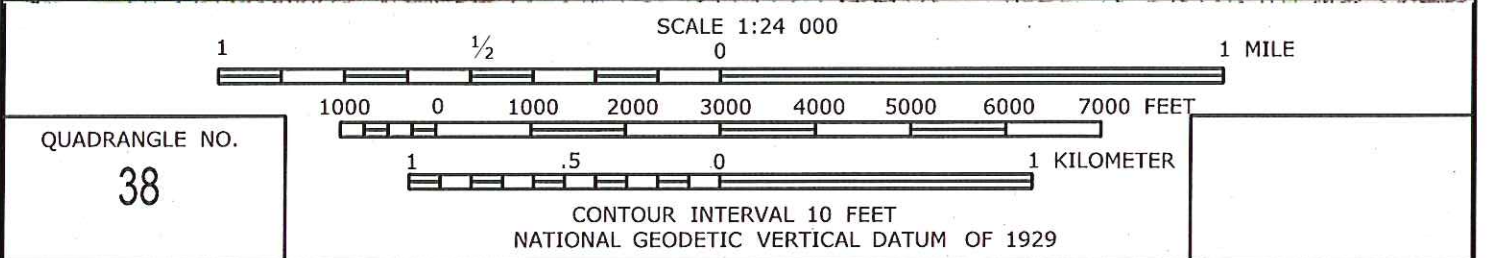 SCALE 1:24 000
1 ½ 0 1 MILE
1000 0 1000 2000 3000 4000 5000 6000 7000 FEET
1 .5 0 1 KILOMETER
CONTOUR INTERVAL 10 FEET
NATIONAL GEODETIC VERTICAL DATUM OF 1929
QUADRANGLE NO.
38